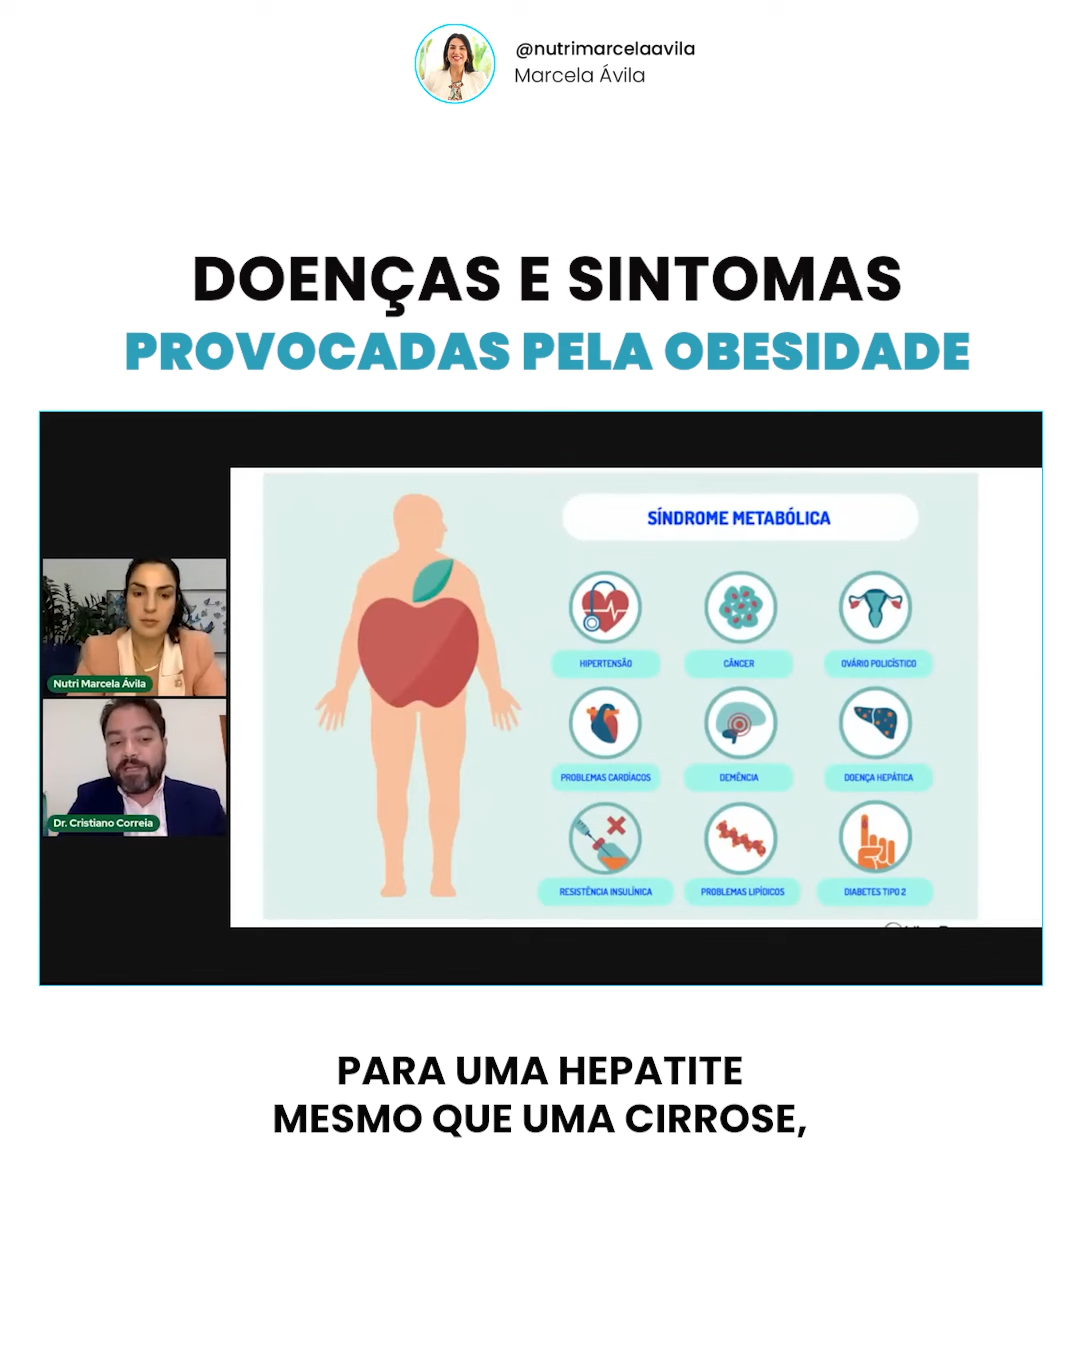 @nutrimarcelaavila
Marcela Ávila
DOENÇAS E SINTOMAS
PROVOCADAS PELA OBESIDADE
SÍNDROME METABÓLICA
HIPERTENSÃO
CÂNCER
OVÁRIO POLICÍSTICO
PROBLEMAS CARDÍACOS
DEMÊNCIA
DOENÇA HEPÁTICA
RESISTÊNCIA INSULÍNICA
PROBLEMAS LIPÍDICOS
DIABETES TIPO 2
Nutri Marcela Ávila
Dr. Cristiano Correia
PARA UMA HEPATITE
MESMO QUE UMA CIRROSE,